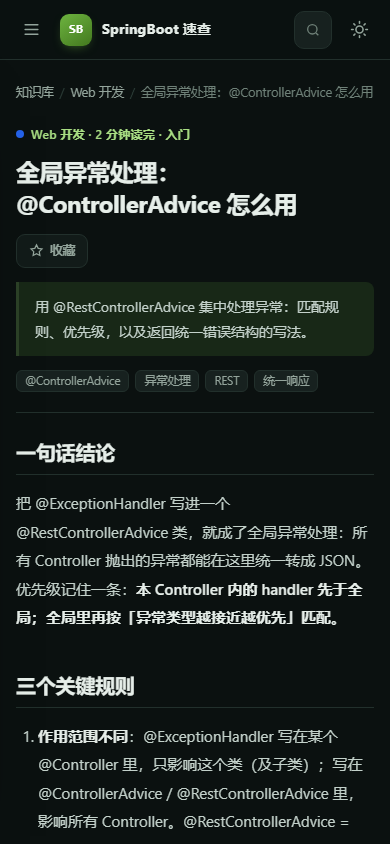 SB SpringBoot 速查
知识库 / Web 开发 / 全局异常处理：@ControllerAdvice 怎么用
Web 开发 · 2 分钟读完 · 入门
全局异常处理：
@ControllerAdvice 怎么用
收藏
用 @RestControllerAdvice 集中处理异常：匹配规
则、优先级，以及返回统一错误结构的写法。
@ControllerAdvice 异常处理 REST 统一响应
一句话结论
把 @ExceptionHandler 写进一个
@RestControllerAdvice 类，就成了全局异常处理：所
有 Controller 抛出的异常都能在这里统一转成 JSON。
优先级记住一条：本 Controller 内的 handler 先于全
局；全局里再按「异常类型越接近越优先」匹配。
三个关键规则
1. 作用范围不同：@ExceptionHandler 写在某个
@Controller 里，只影响这个类（及子类）；写在
@ControllerAdvice / @RestControllerAdvice 里，
影响所有 Controller。@RestControllerAdvice =